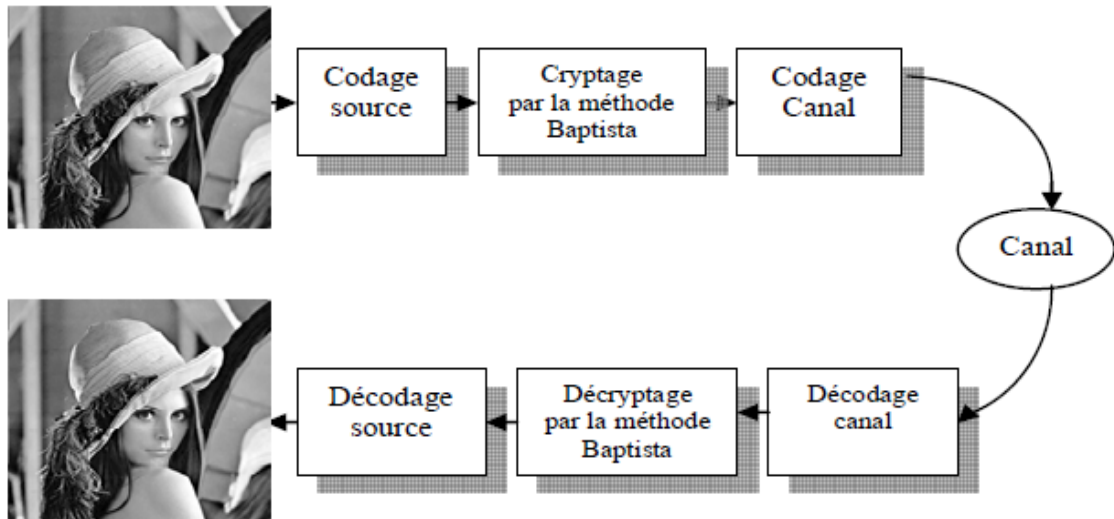 Codage
source
Cryptage
par la méthode
Baptista
Codage
Canal
Canal
Décodage
source
Décryptage
par la méthode
Baptista
Décodage
canal